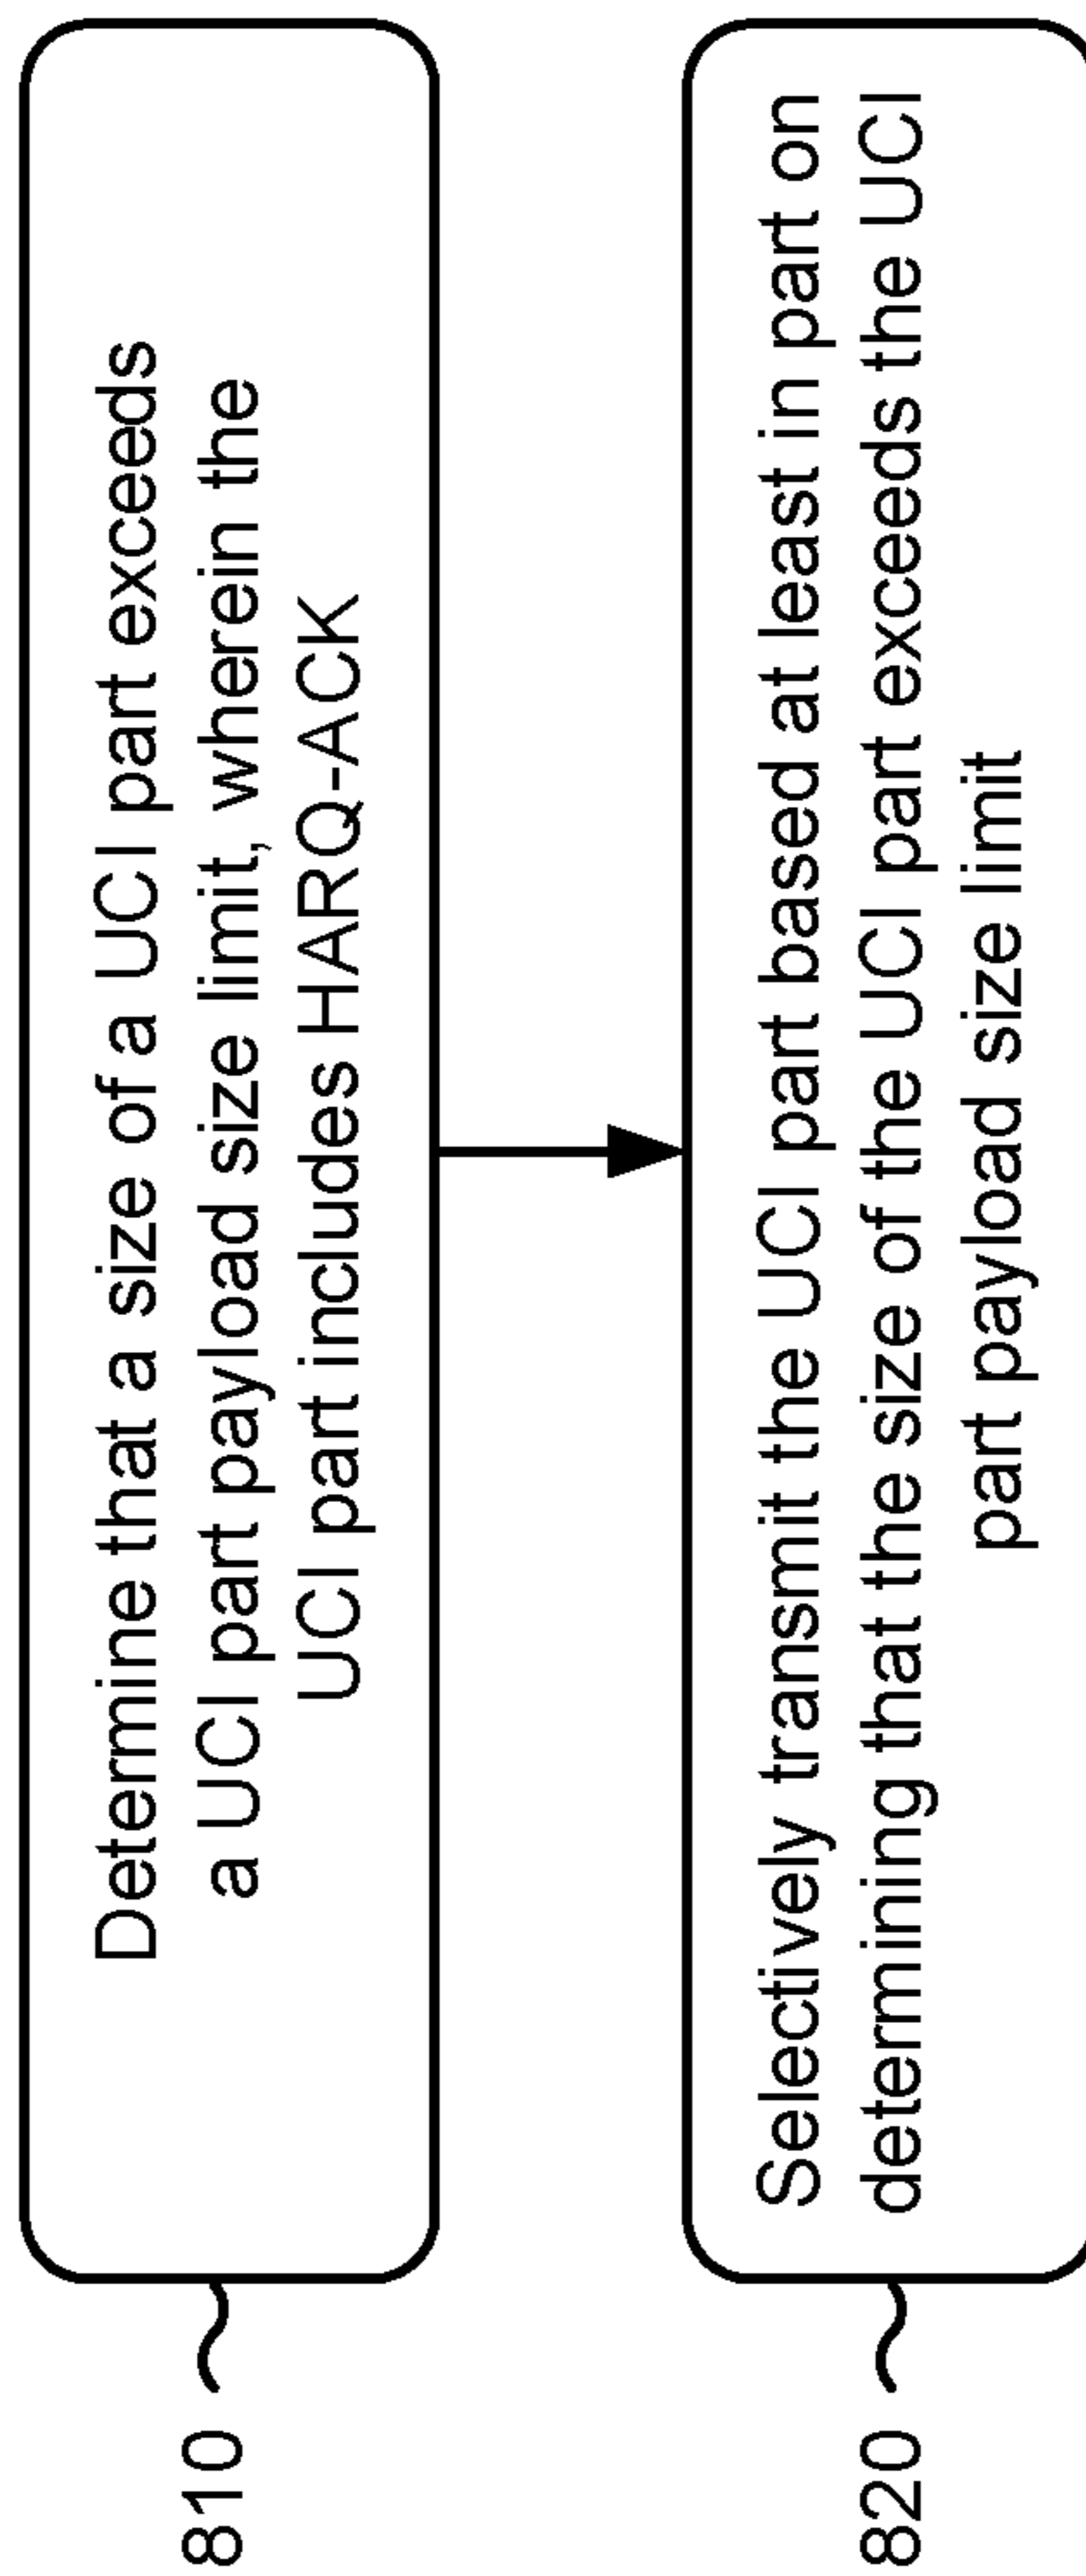 810
Determine that a size of a UCI part exceeds
a UCI part payload size limit, wherein the
UCI part includes HARQ-ACK
820
Selectively transmit the UCI part based at least in part on
determining that the size of the UCI part exceeds the UCI
part payload size limit